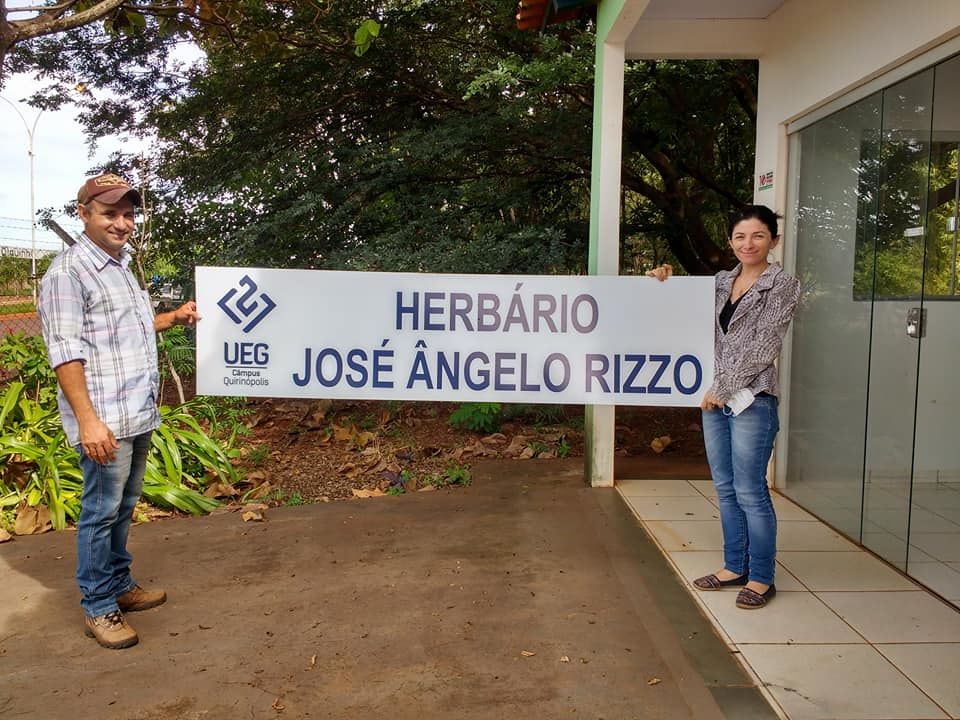 HERBÁRIO
JOSÉ ÂNGELO RIZZO
UEG
Câmpus
Quirinópolis